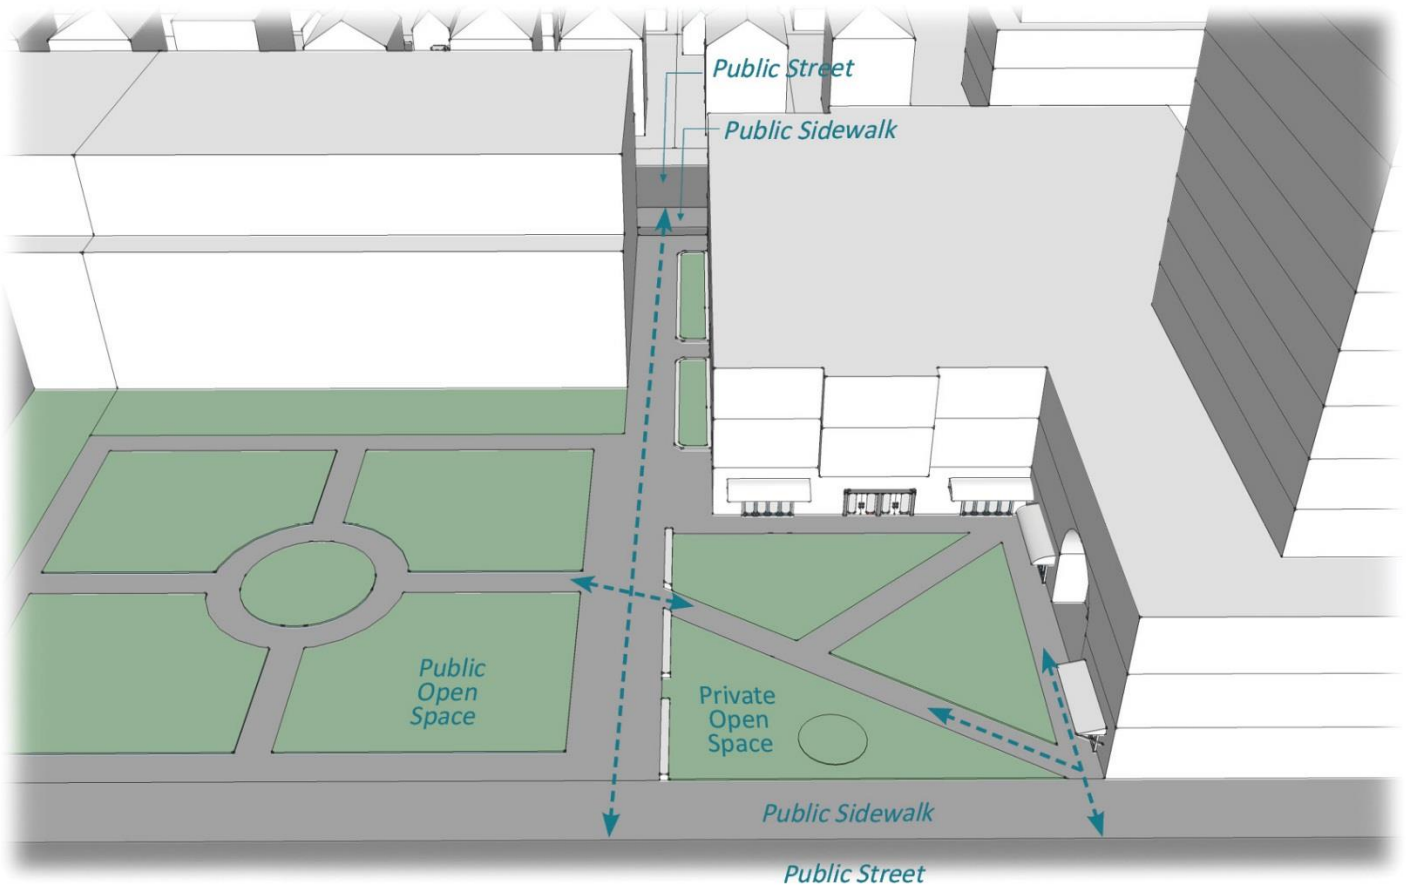 Public Street
Public Sidewalk
Public
Open
Space
Private
Open
Space
Public Sidewalk
Public Street